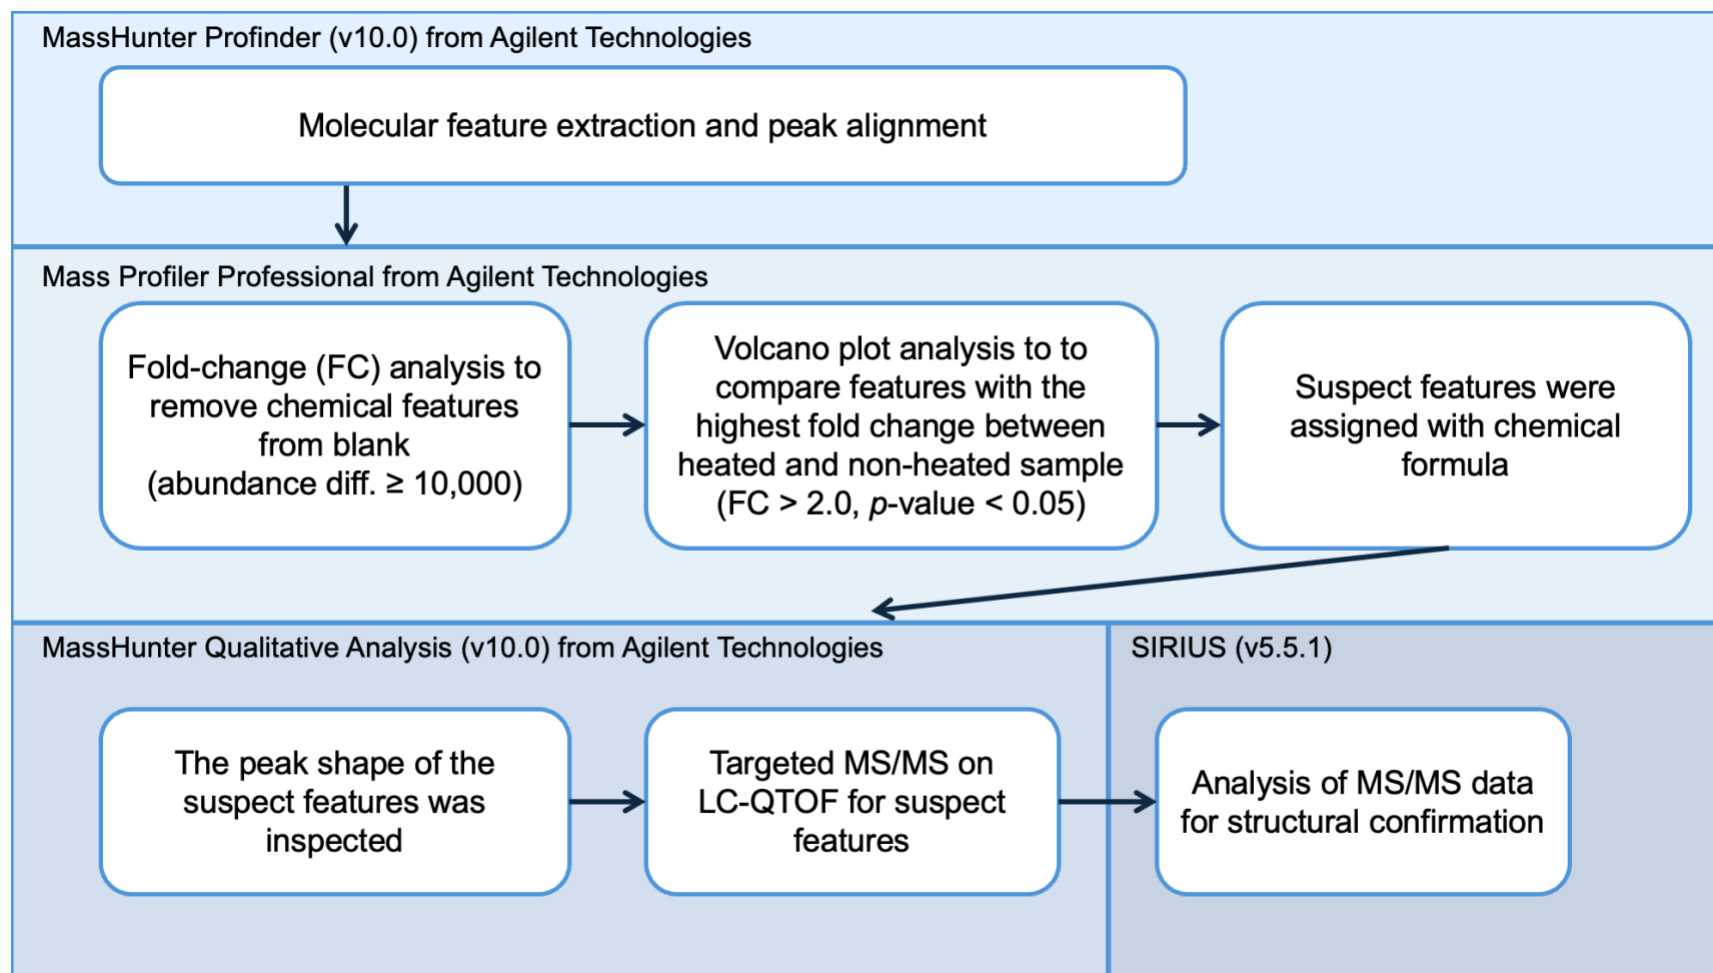 MassHunter Profinder (v10.0) from Agilent Technologies
Molecular feature extraction and peak alignment
Mass Profiler Professional from Agilent Technologies
Fold-change (FC) analysis to
remove chemical features
from blank
(abundance diff. ≥ 10,000)
Volcano plot analysis to to
compare features with the
highest fold change between
heated and non-heated sample
(FC > 2.0, p-value < 0.05)
Suspect features were
assigned with chemical
formula
MassHunter Qualitative Analysis (v10.0) from Agilent Technologies
The peak shape of the
suspect features was
inspected
Targeted MS/MS on
LC-QTOF for suspect
features
SIRIUS (v5.5.1)
Analysis of MS/MS data
for structural confirmation